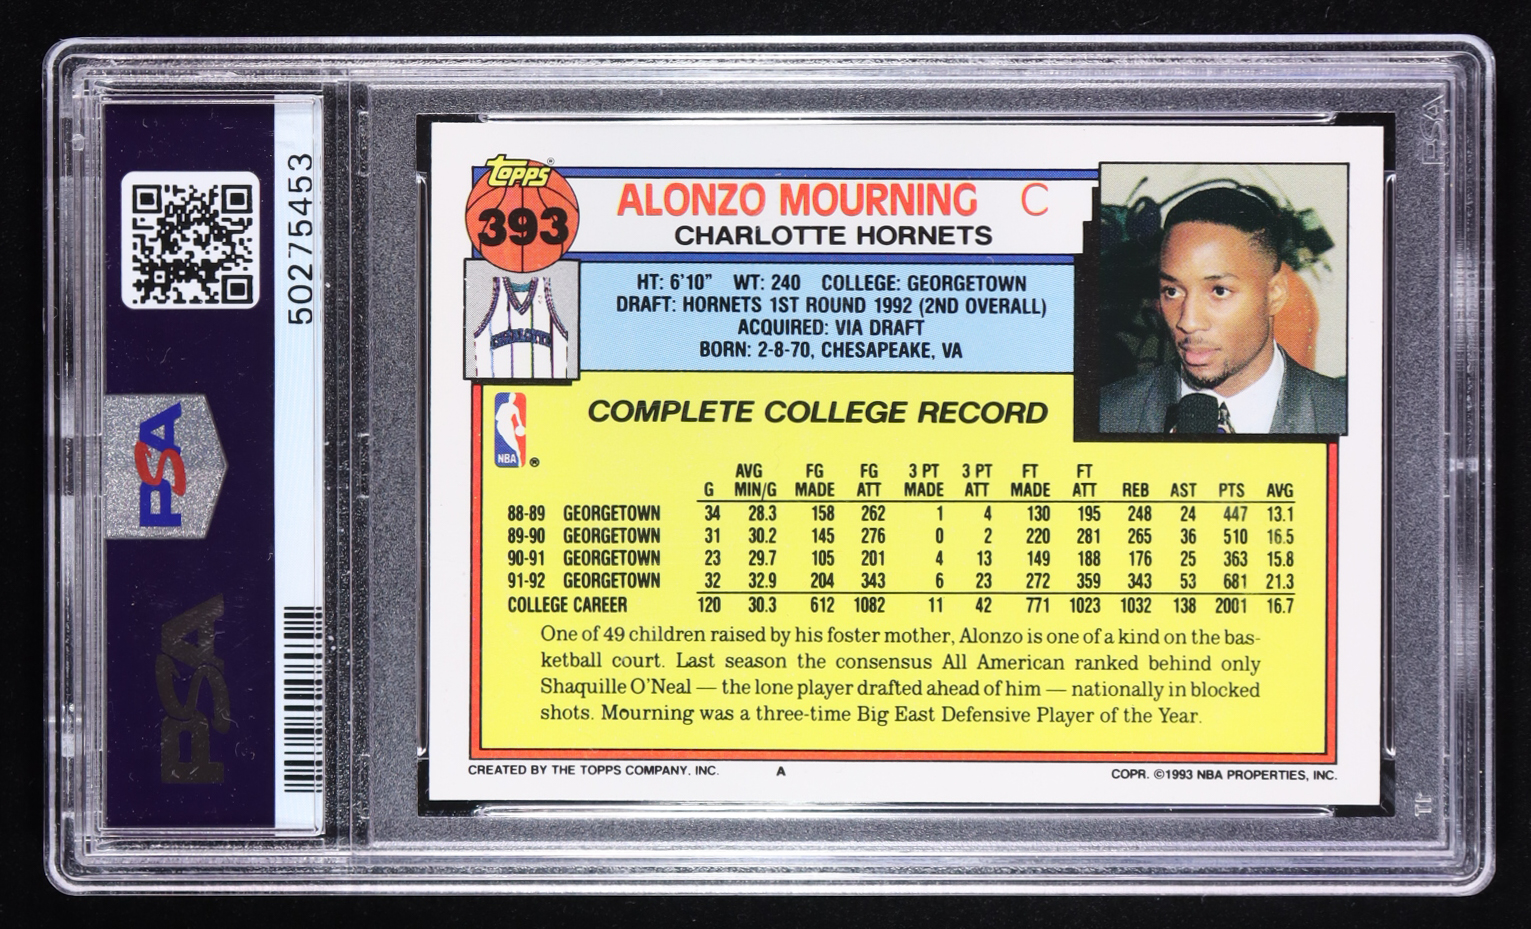 50275453
PSA
PSA
PSA
Topps®
393
ALONZO MOURNING C
CHARLOTTE HORNETS
CHARLOTTE
HT: 6'10" WT: 240 COLLEGE: GEORGETOWN
DRAFT: HORNETS 1ST ROUND 1992 (2ND OVERALL)
ACQUIRED: VIA DRAFT
BORN: 2-8-70, CHESAPEAKE, VA
NBA ®
COMPLETE COLLEGE RECORD
AVG FG FG 3 PT 3 PT FT FT
G MIN/G MADE ATT MADE ATT MADE ATT REB AST PTS AVG
88-89 GEORGETOWN 34 28.3 158 262 1 4 130 195 248 24 447 13.1
89-90 GEORGETOWN 31 30.2 145 276 0 2 220 281 265 36 510 16.5
90-91 GEORGETOWN 23 29.7 105 201 4 13 149 188 176 25 363 15.8
91-92 GEORGETOWN 32 32.9 204 343 6 23 272 359 343 53 681 21.3
COLLEGE CAREER 120 30.3 612 1082 11 42 771 1023 1032 138 2001 16.7
One of 49 children raised by his foster mother, Alonzo is one of a kind on the bas-
ketball court. Last season the consensus All American ranked behind only
Shaquille O'Neal — the lone player drafted ahead of him — nationally in blocked
shots. Mourning was a three-time Big East Defensive Player of the Year.
CREATED BY THE TOPPS COMPANY, INC. A COPR. ©1993 NBA PROPERTIES, INC.